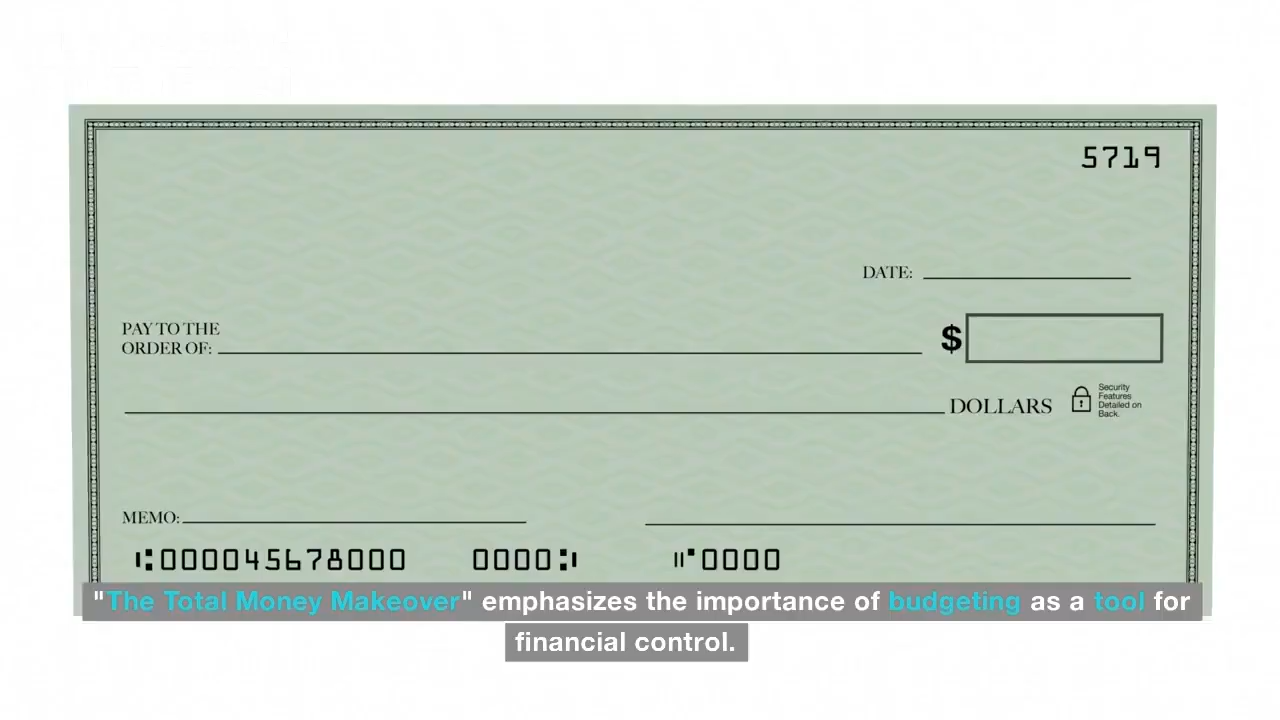 5719
DATE:
PAY TO THE
ORDER OF:
$
DOLLARS
Security
Features
Detailed on
Back.
MEMO:
⑆000045678000 0000⑆ ⑈0000
"The Total Money Makeover" emphasizes the importance of budgeting as a tool for
financial control.